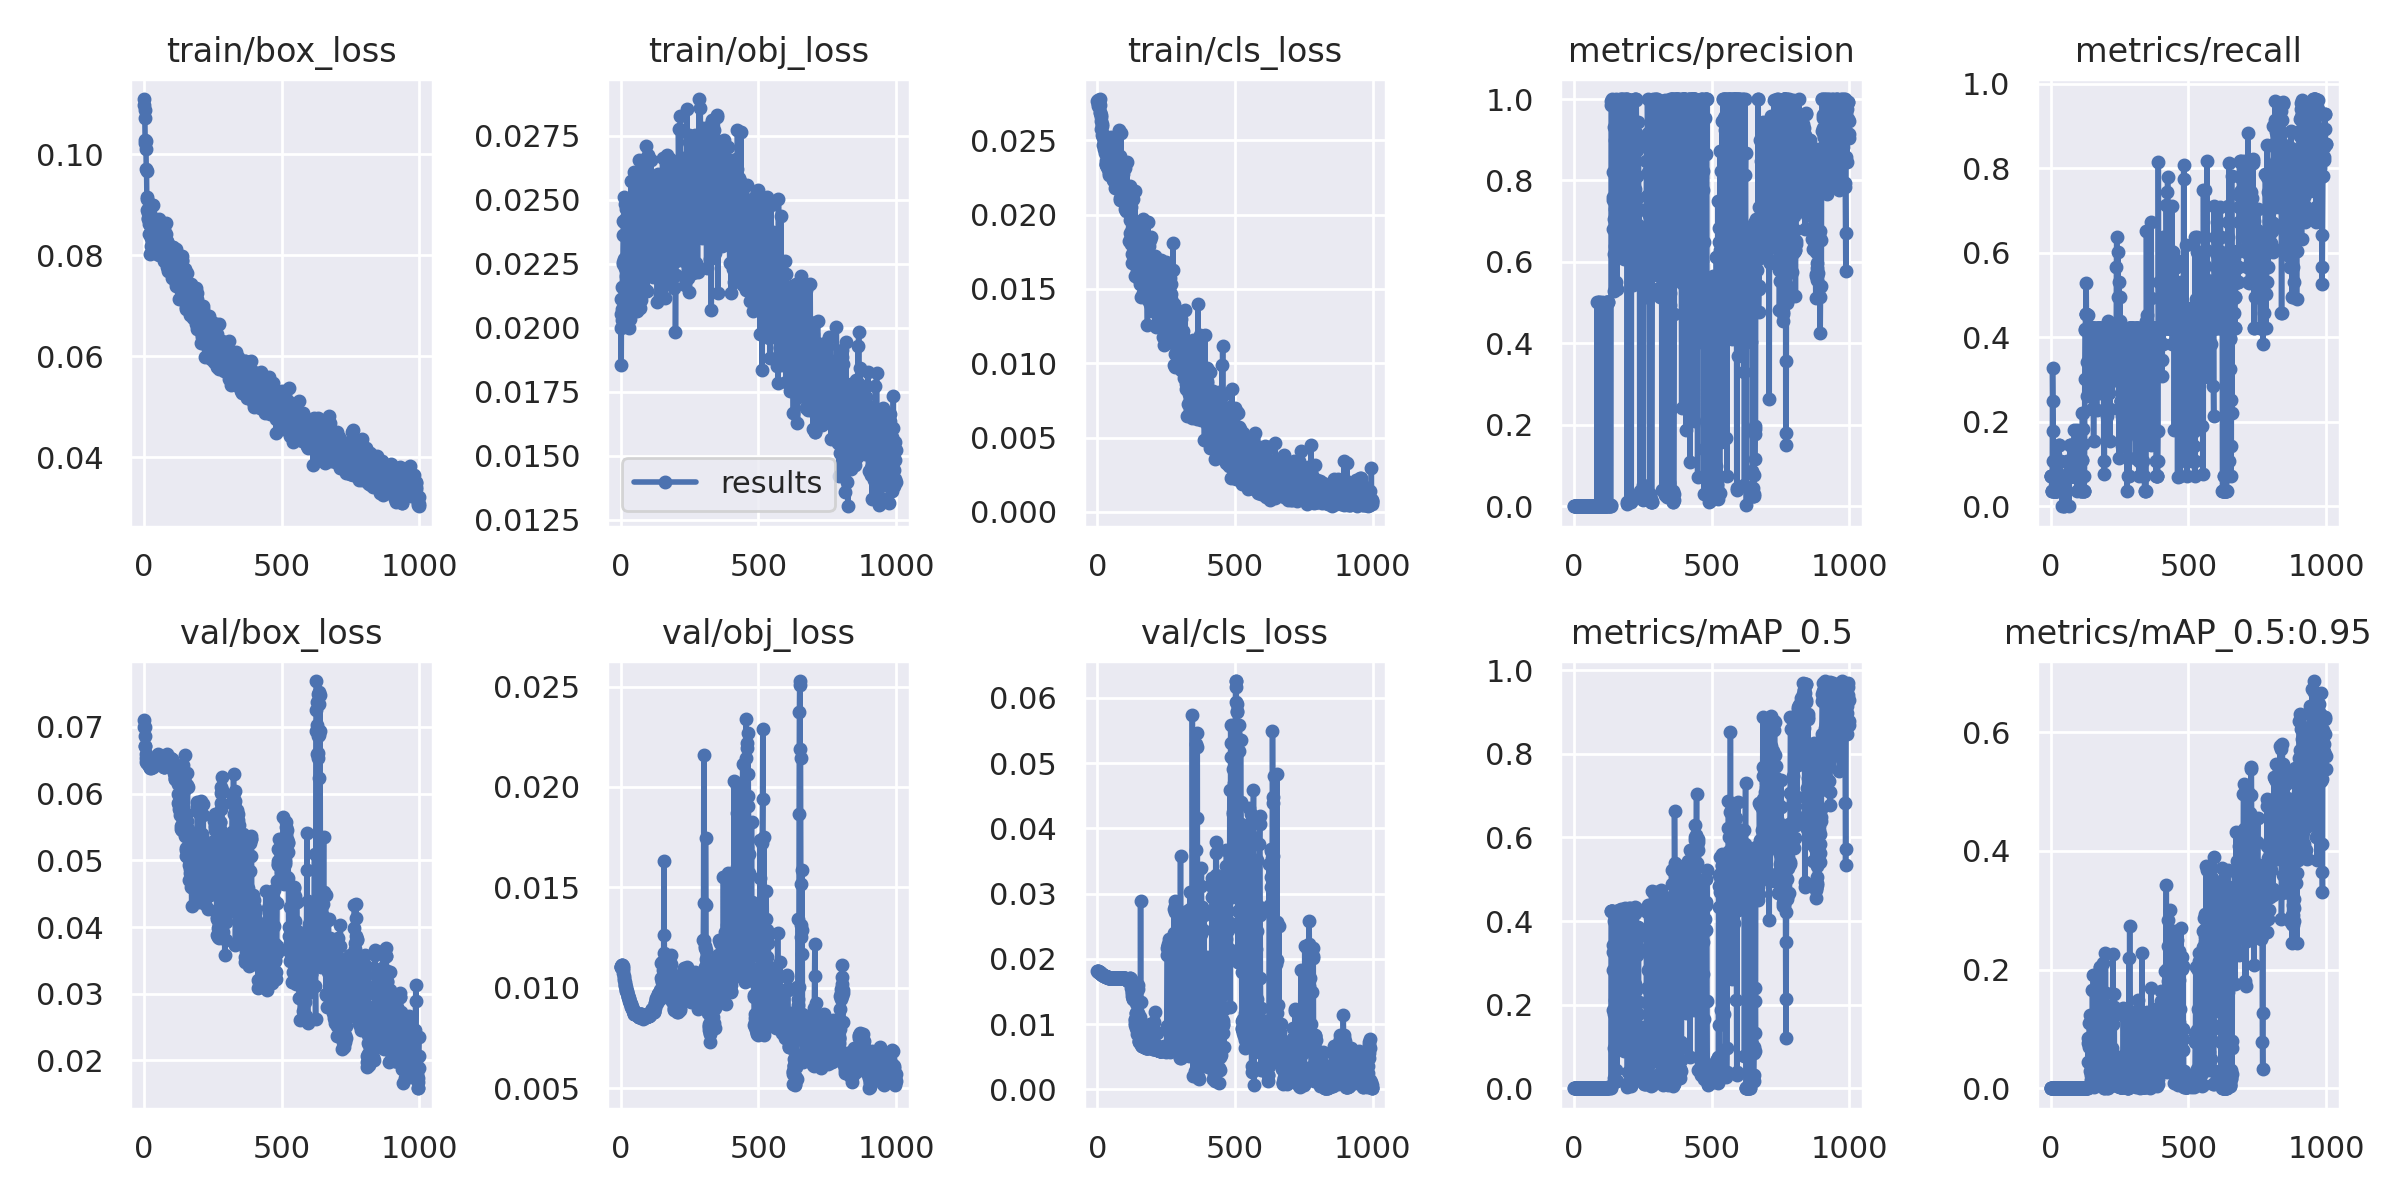 train/box_loss
train/obj_loss
train/cls_loss
metrics/precision
metrics/recall
0.10
0.08
0.06
0.04
0 500 1000
0.0275
0.0250
0.0225
0.0200
0.0175
0.0150
0.0125
results
0 500 1000
0.025
0.020
0.015
0.010
0.005
0.000
0 500 1000
1.0
0.8
0.6
0.4
0.2
0.0
0 500 1000
1.0
0.8
0.6
0.4
0.2
0.0
0 500 1000
val/box_loss
val/obj_loss
val/cls_loss
metrics/mAP_0.5
metrics/mAP_0.5:0.95
0.07
0.06
0.05
0.04
0.03
0.02
0 500 1000
0.025
0.020
0.015
0.010
0.005
0 500 1000
0.06
0.05
0.04
0.03
0.02
0.01
0.00
0 500 1000
1.0
0.8
0.6
0.4
0.2
0.0
0 500 1000
0.6
0.4
0.2
0.0
0 500 1000